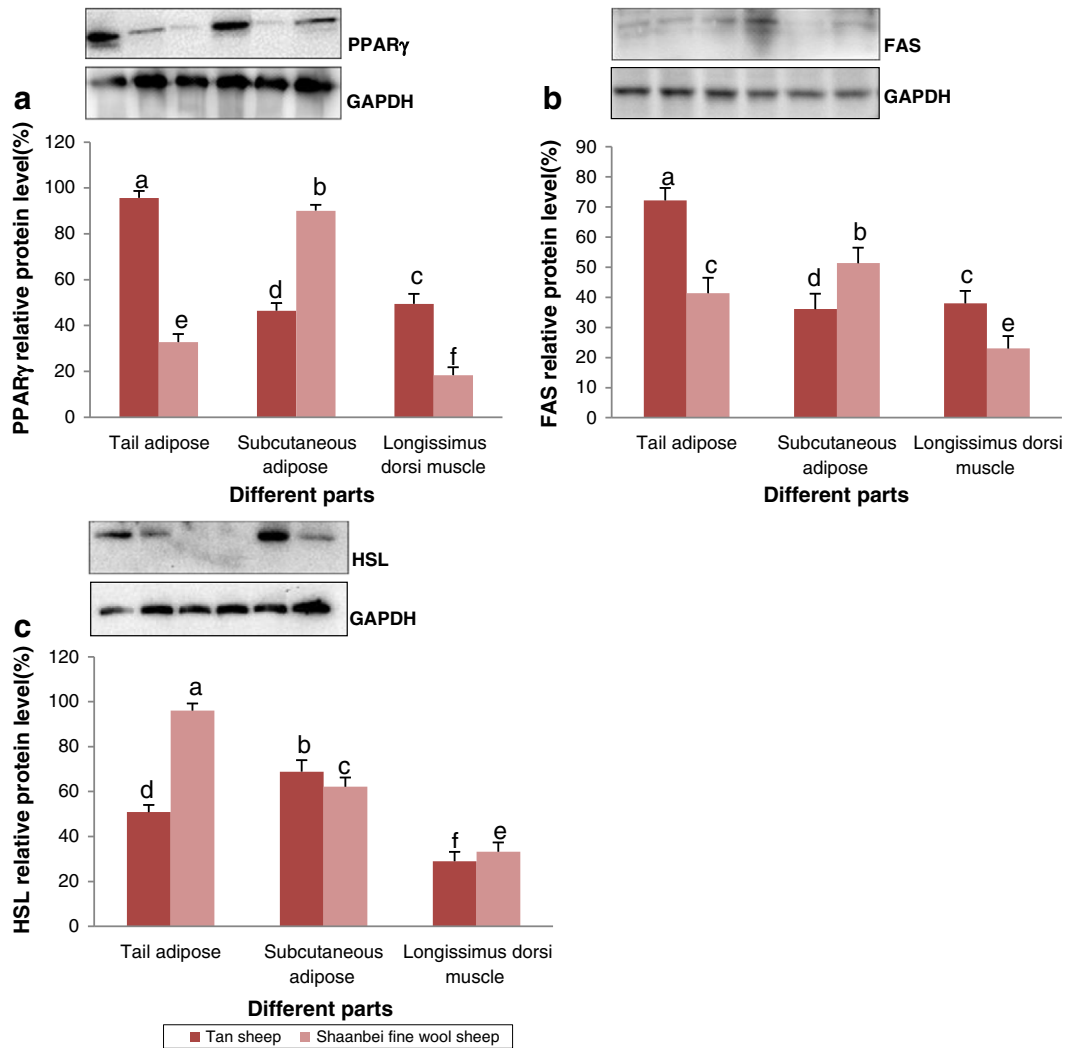 PPARγ
GAPDH
a
PPARγ relative protein level(%)
120
100
80
60
40
20
0
a
e
d
b
c
f
Tail adipose
Subcutaneous
adipose
Longissimus
dorsi muscle
Different parts
FAS
GAPDH
b
FAS relative protein level(%)
90
80
70
60
50
40
30
20
10
0
a
c
d
b
c
e
Tail adipose
Subcutaneous
adipose
Longissimus dorsi
muscle
Different parts
HSL
GAPDH
c
HSL relative protein level(%)
120
100
80
60
40
20
0
d
a
b
c
f
e
Tail adipose
Subcutaneous
adipose
Longissimus dorsi
muscle
Different parts
Tan sheep
Shaanbei fine wool sheep